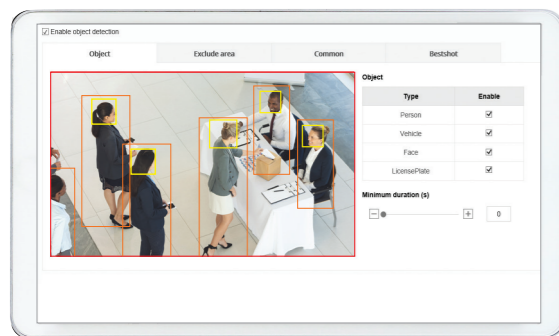 Enable object detection
Object Exclude area Common Bestshot
Object
Type Enable
Person
Vehicle
Face
LicensePlate
Minimum duration (s)
0